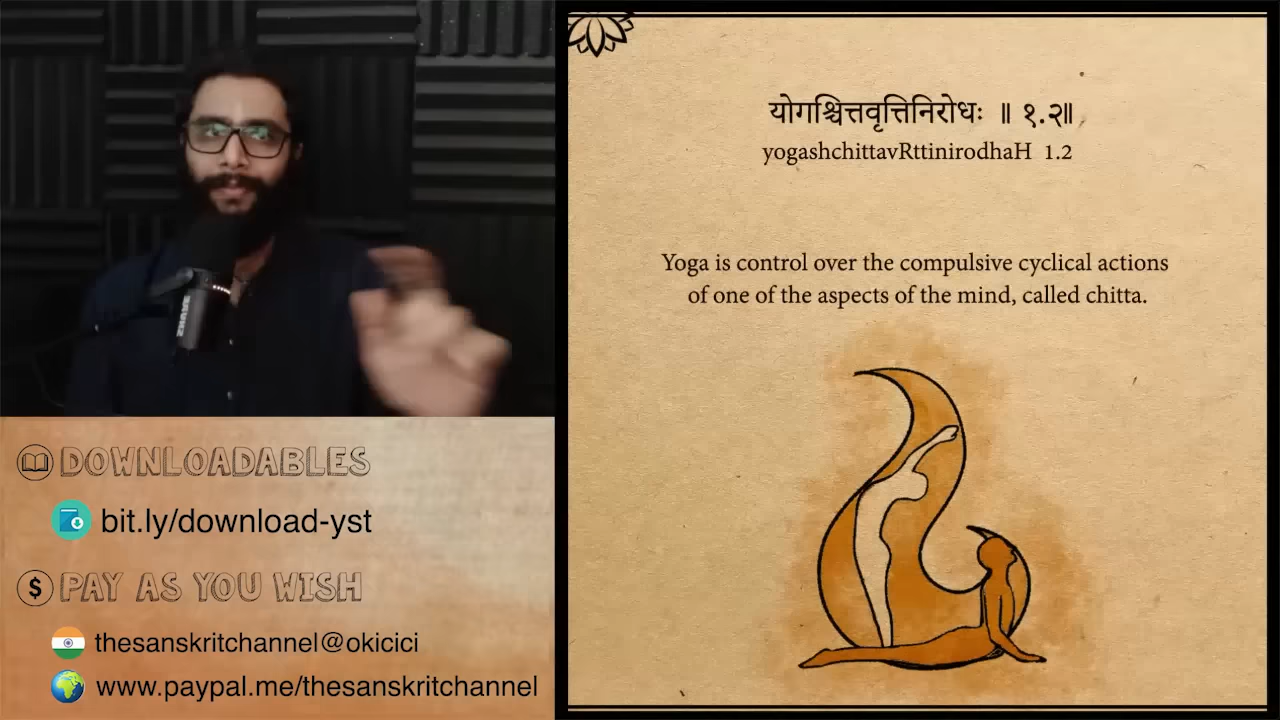 योगश्चित्तवृत्तिनिरोधः ॥ १.२॥
yogashchittavRttinirodhaH 1.2
Yoga is control over the compulsive cyclical actions
of one of the aspects of the mind, called chitta.
DOWNLOADABLES
bit.ly/download-yst
$ PAY AS YOU WISH
thesanskritchannel@okicici
www.paypal.me/thesanskritchannel